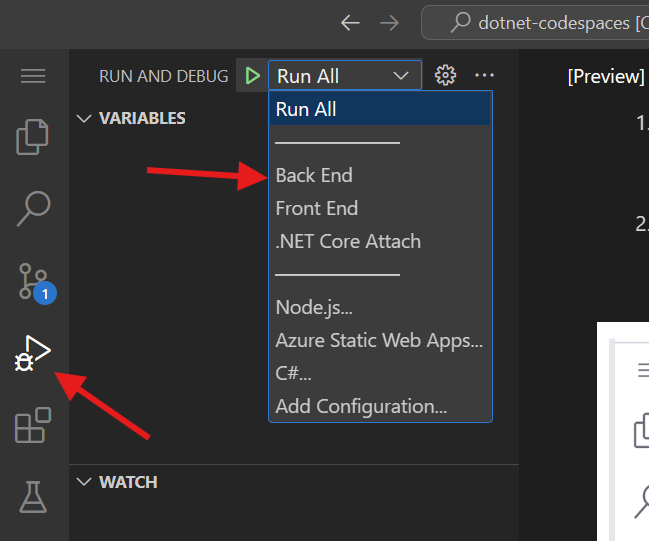 dotnet-codespaces [C
RUN AND DEBUG
Run All
[Preview]
Run All
1.
VARIABLES
Back End
Front End
2.
.NET Core Attach
1
Node.js...
Azure Static Web Apps...
C#...
Add Configuration...
WATCH